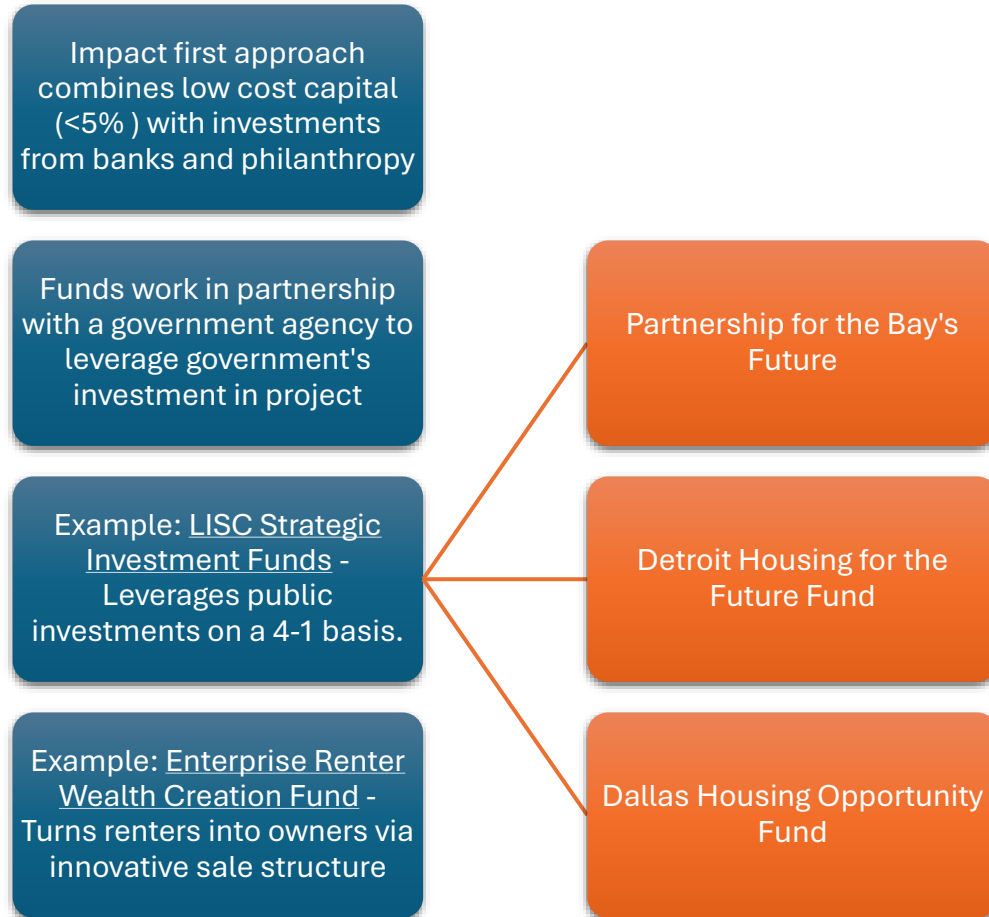 Impact first approach
combines low cost capital
(<5% ) with investments
from banks and philanthropy
Funds work in partnership
with a government agency to
leverage government's
investment in project
Example: LISC Strategic
Investment Funds -
Leverages public
investments on a 4-1 basis.
Example: Enterprise Renter
Wealth Creation Fund -
Turns renters into owners via
innovative sale structure
Partnership for the Bay's
Future
Detroit Housing for the
Future Fund
Dallas Housing Opportunity
Fund